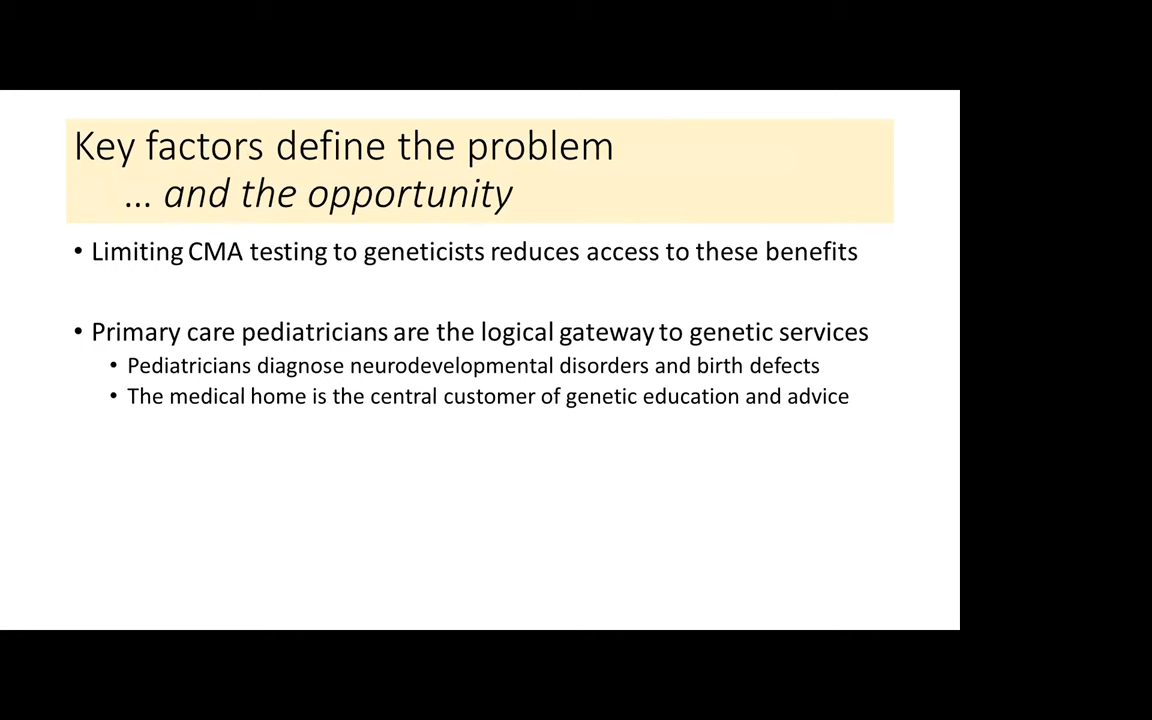 Key factors define the problem
... and the opportunity
• Limiting CMA testing to geneticists reduces access to these benefits
• Primary care pediatricians are the logical gateway to genetic services
• Pediatricians diagnose neurodevelopmental disorders and birth defects
• The medical home is the central customer of genetic education and advice